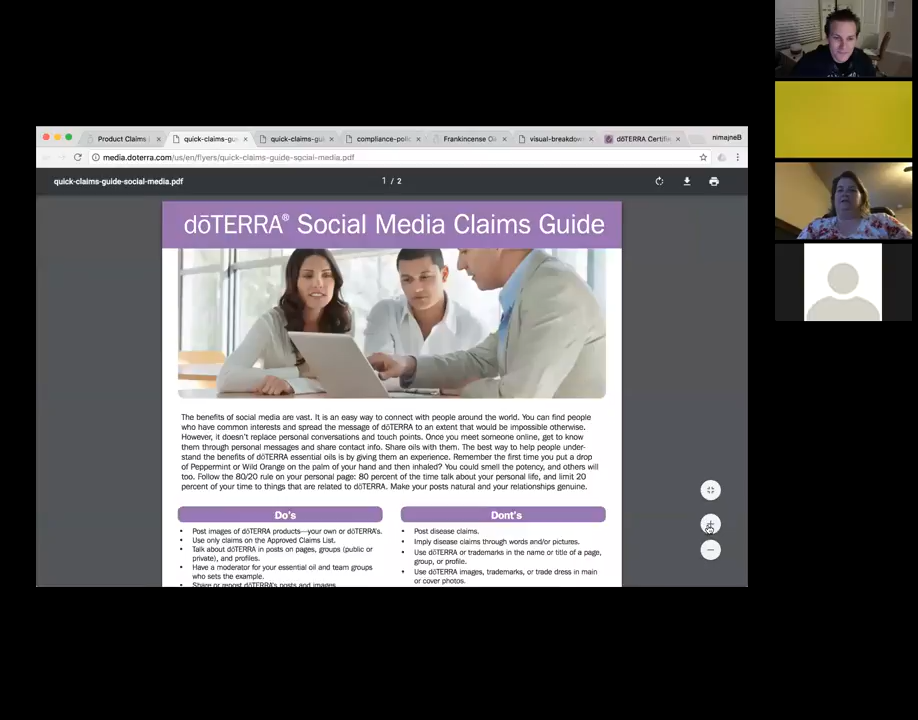 Product Claims
quick-claims-gu
quick-claims-gui
compliance-polic
Frankincense Oi
visual-breakdow
dōTERRA Certifi
nimajneB
media.doterra.com/us/en/flyers/quick-claims-guide-social-media.pdf
quick-claims-guide-social-media.pdf
1 / 2
dōTERRA® Social Media Claims Guide
The benefits of social media are vast. It is an easy way to connect with people around the world. You can find people
who have common interests and spread the message of dōTERRA to an extent that would be impossible otherwise.
However, it doesn't replace personal conversations and touch points. Once you meet someone online, get to know
them through personal messages and share contact info. Share oils with them. The best way to help people under-
stand the benefits of dōTERRA essential oils is by giving them an experience. Remember the first time you put a drop
of Peppermint or Wild Orange on the palm of your hand and then inhaled? You could smell the potency, and others will
too. Follow the 80/20 rule on your personal page: 80 percent of the time talk about your personal life, and limit 20
percent of your time to things that are related to dōTERRA. Make your posts natural and your relationships genuine.
Do's
• Post images of dōTERRA products—your own or dōTERRA's.
• Use only claims on the Approved Claims List.
• Talk about dōTERRA in posts on pages, groups (public or
private), and profiles.
• Have a moderator for your essential oil and team groups
who sets the example.
• Share or repost dōTERRA's posts and images
Dont's
• Post disease claims.
• Imply disease claims through words and/or pictures.
• Use dōTERRA or trademarks in the name or title of a page,
group, or profile.
• Use dōTERRA images, trademarks, or trade dress in main
or cover photos.